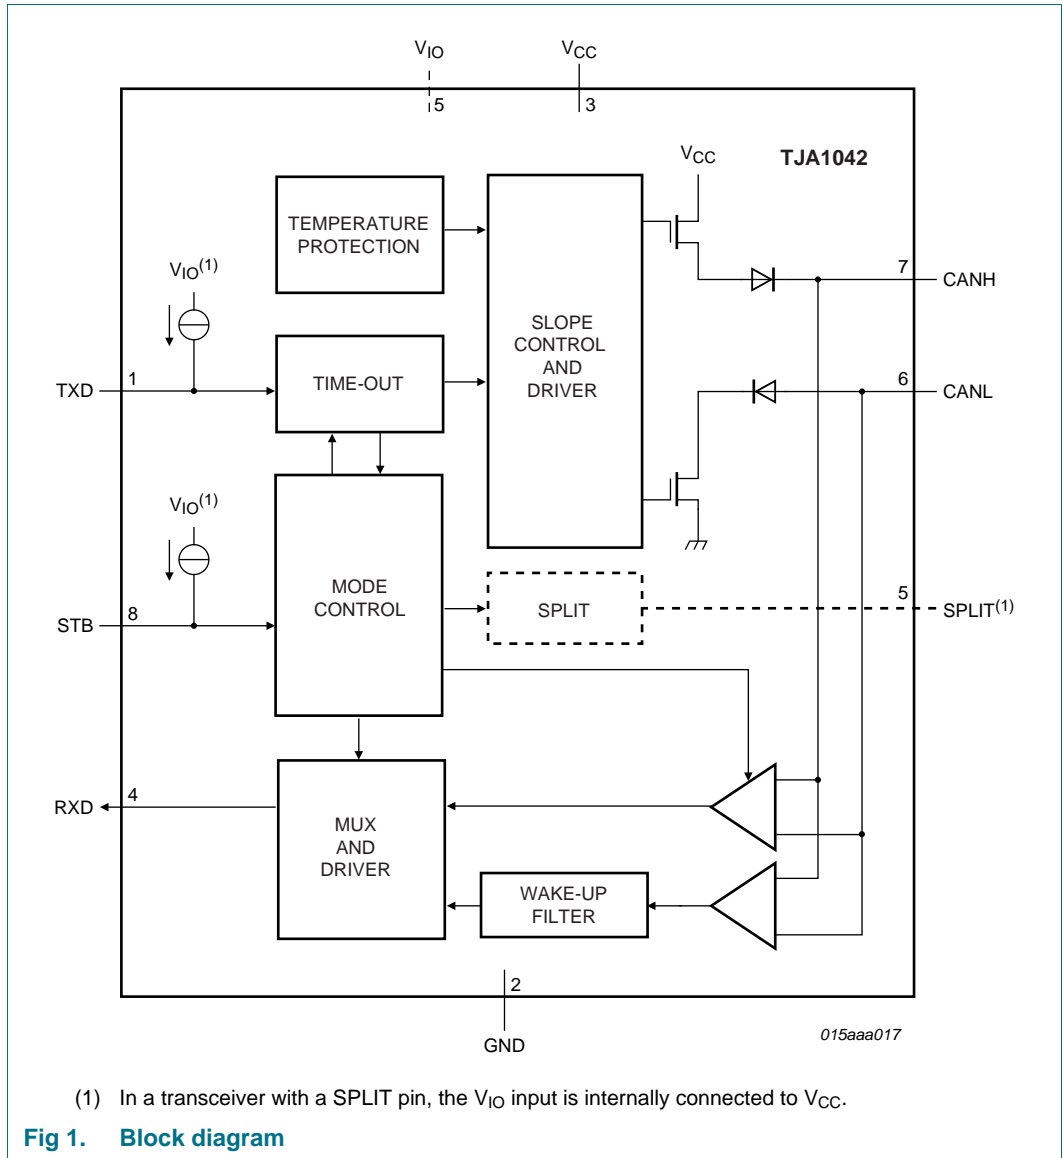 VIO
VCC
5
3
TJA1042
VCC
TEMPERATURE
PROTECTION
VIO(1)
7
CANH
SLOPE
CONTROL
AND
DRIVER
TIME-OUT
1
TXD
6
CANL
VIO(1)
MODE
CONTROL
SPLIT
5
SPLIT(1)
8
STB
4
RXD
MUX
AND
DRIVER
WAKE-UP
FILTER
2
GND
015aaa017
(1) In a transceiver with a SPLIT pin, the VIO input is internally connected to VCC.
Fig 1. Block diagram